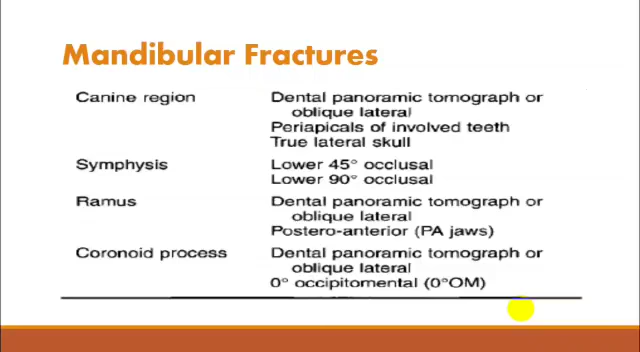 Mandibular Fractures
Canine region Dental panoramic tomograph or
oblique lateral
Periapicals of involved teeth
True lateral skull
Symphysis Lower 45° occlusal
Lower 90° occlusal
Ramus Dental panoramic tomograph or
oblique lateral
Postero-anterior (PA jaws)
Coronoid process Dental panoramic tomograph or
oblique lateral
0° occipitomental (0°OM)